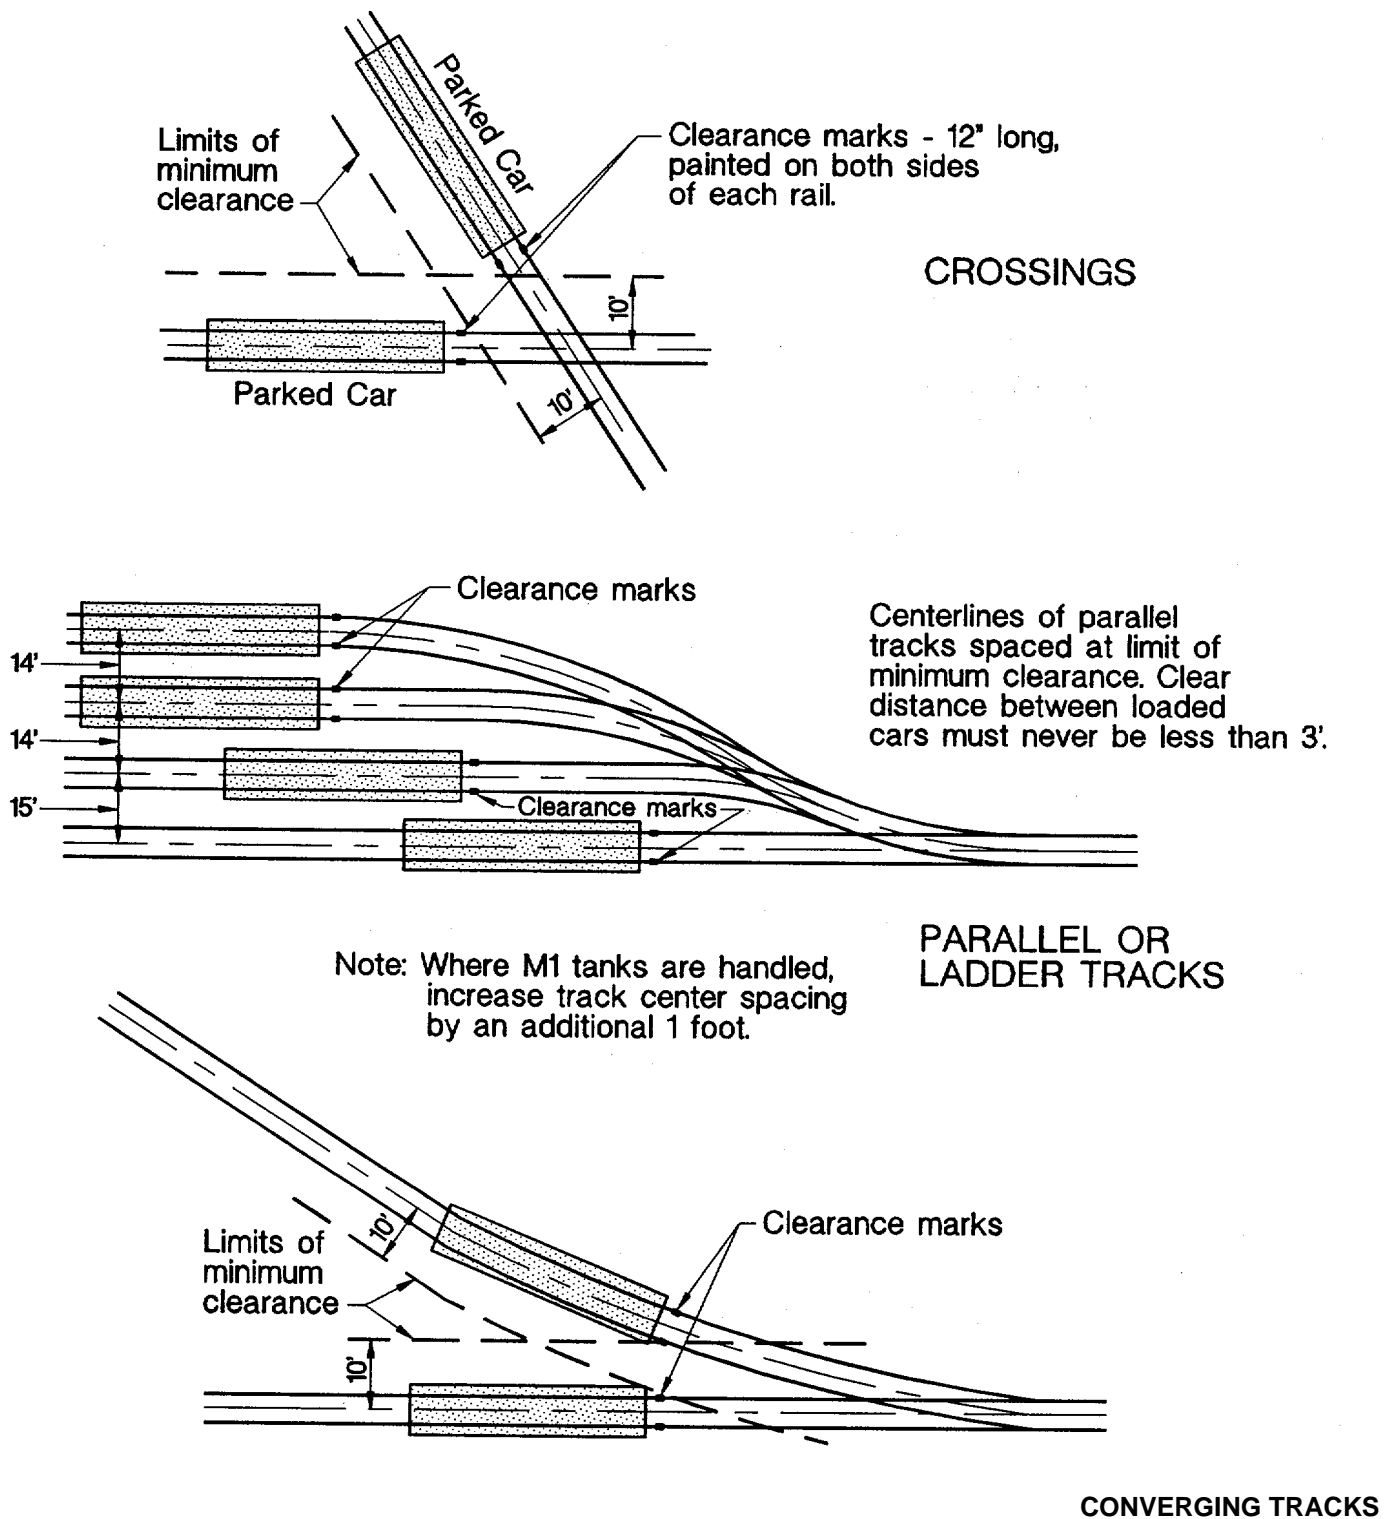 Parked Car
Limits of
minimum
clearance
Clearance marks - 12" long,
painted on both sides
of each rail.
CROSSINGS
10'
Parked Car
10'
Clearance marks
Centerlines of parallel
tracks spaced at limit of
minimum clearance. Clear
distance between loaded
cars must never be less than 3'.
14'
14'
15'
Clearance marks
PARALLEL OR
LADDER TRACKS
Note: Where M1 tanks are handled,
increase track center spacing
by an additional 1 foot.
10'
Clearance marks
Limits of
minimum
clearance
10'
CONVERGING TRACKS